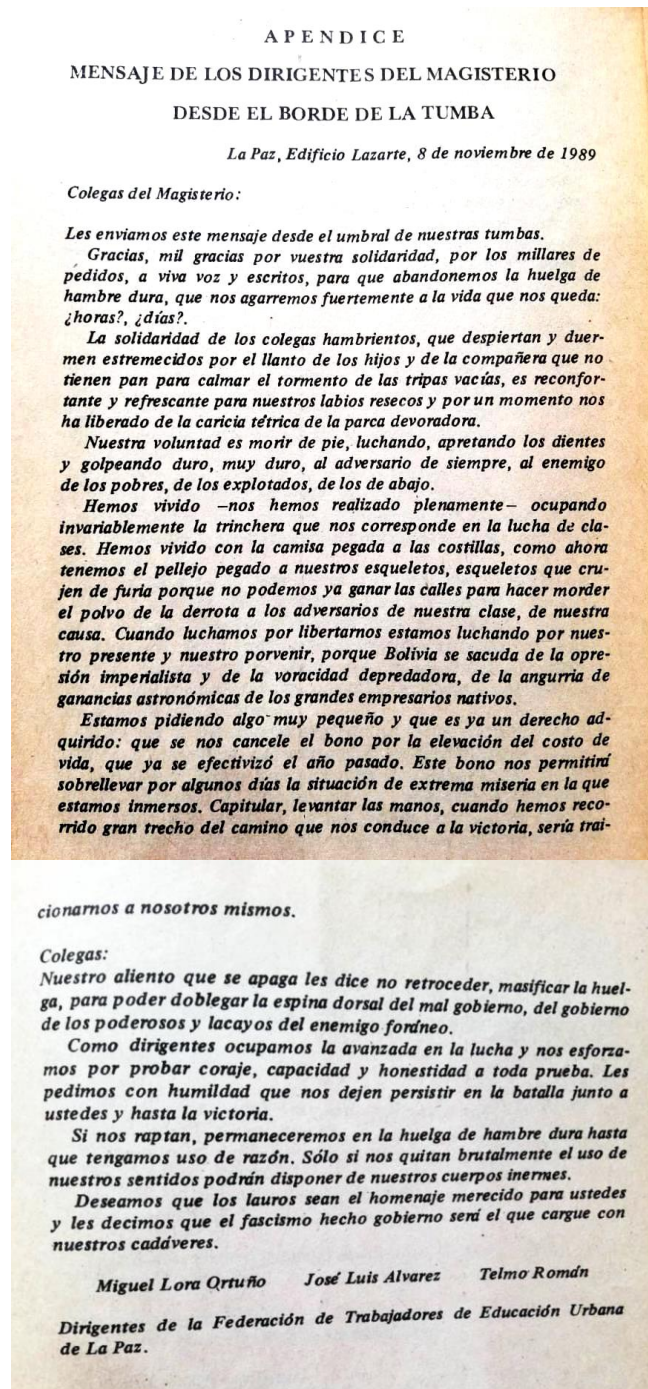 APENDICE
MENSAJE DE LOS DIRIGENTES DEL MAGISTERIO
DESDE EL BORDE DE LA TUMBA
La Paz, Edificio Lazarte, 8 de noviembre de 1989
Colegas del Magisterio:
Les enviamos este mensaje desde el umbral de nuestras tumbas.
Gracias, mil gracias por vuestra solidaridad, por los millares de
pedidos, a viva voz y escritos, para que abandonemos la huelga de
hambre dura, que nos agarremos fuertemente a la vida que nos queda:
¿horas?, ¿días?.
La solidaridad de los colegas hambrientos, que despiertan y duer-
men estremecidos por el llanto de los hijos y de la compañera que no
tienen pan para calmar el tormento de las tripas vacías, es reconfor-
tante y refrescante para nuestros labios resecos y por un momento nos
ha liberado de la caricia tétrica de la parca devoradora.
Nuestra voluntad es morir de pie, luchando, apretando los dientes
y golpeando duro, muy duro, al adversario de siempre, al enemigo
de los pobres, de los explotados, de los de abajo.
Hemos vivido —nos hemos realizado plenamente— ocupando
invariablemente la trinchera que nos corresponde en la lucha de cla-
ses. Hemos vivido con la camisa pegada a las costillas, como ahora
tenemos el pellejo pegado a nuestros esqueletos, esqueletos que cru-
jen de furia porque no podemos ya ganar las calles para hacer morder
el polvo de la derrota a los adversarios de nuestra clase, de nuestra
causa. Cuando luchamos por libertarnos estamos luchando por nues-
tro presente y nuestro porvenir, porque Bolivia se sacuda de la opre-
sión imperialista y de la voracidad depredadora, de la angurria de
ganancias astronómicas de los grandes empresarios nativos.
Estamos pidiendo algo muy pequeño y que es ya un derecho ad-
quirido: que se nos cancele el bono por la elevación del costo de
vida, que ya se efectivizó el año pasado. Este bono nos permitirá
sobrellevar por algunos días la situación de extrema miseria en la que
estamos inmersos. Capitular, levantar las manos, cuando hemos reco-
rrido gran trecho del camino que nos conduce a la victoria, sería trai-
cionarnos a nosotros mismos.
Colegas:
Nuestro aliento que se apaga les dice no retroceder, masificar la huel-
ga, para poder doblegar la espina dorsal del mal gobierno, del gobierno
de los poderosos y lacayos del enemigo foráneo.
Como dirigentes ocupamos la avanzada en la lucha y nos esforza-
mos por probar coraje, capacidad y honestidad a toda prueba. Les
pedimos con humildad que nos dejen persistir en la batalla junto a
ustedes y hasta la victoria.
Si nos raptan, permaneceremos en la huelga de hambre dura hasta
que tengamos uso de razón. Sólo si nos quitan brutalmente el uso de
nuestros sentidos podrán disponer de nuestros cuerpos inermes.
Deseamos que los lauros sean el homenaje merecido para ustedes
y les decimos que el fascismo hecho gobierno será el que cargue con
nuestros cadáveres.
Miguel Lora Ortuño José Luis Alvarez Telmo Román
Dirigentes de la Federación de Trabajadores de Educación Urbana
de La Paz.